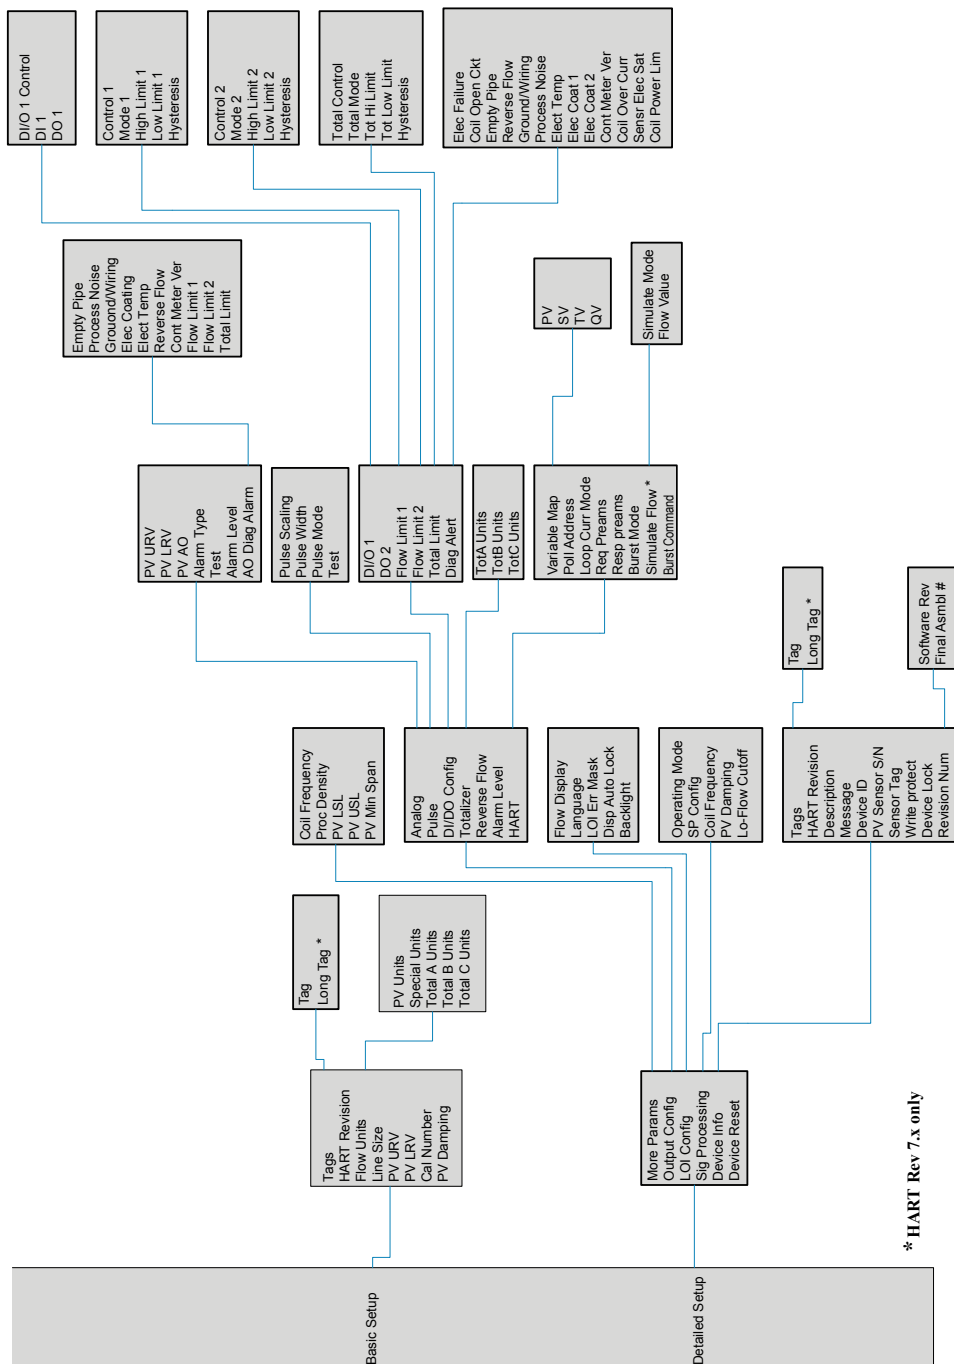 Basic Setup
Detailed Setup
Tags
HART Revision
Flow Units
Line Size
PV URV
PV LRV
Cal Number
PV Damping
More Params
Output Config
LOI Config
Sig Processing
Device Info
Device Reset
Tag
Long Tag *
PV Units
Special Units
Total A Units
Total B Units
Total C Units
Coil Frequency
Proc Density
PV LSL
PV USL
PV MIn Span
Analog
Pulse
DI/DO Config
Totalizer
Reverse Flow
Alarm Level
HART
Flow Display
Language
LOI Err Mask
Disp Auto Lock
Backlight
Operating Mode
SP Config
Coil Frequency
PV Damping
Lo-Flow Cutoff
Tags
HART Revision
Description
Message
Device ID
PV Sensor S/N
Sensor Tag
Write protect
Device Lock
Revision Num
PV URV
PV LRV
PV AO
Alarm Type
Test
Alarm Level
AO Diag Alarm
Pulse Scaling
Pulse Width
Pulse Mode
Test
DI/O 1
DO 2
Flow Limit 1
Flow Limit 2
Total Limit
Diag Alert
TotA Units
TotB Units
TotC Units
Variable Map
Poll Address
Loop Curr Mode
Req Preams
Resp preams
Burst Mode
Simulate Flow *
Burst Command
Tag
Long Tag *
Software Rev
Final Asmbl #
Empty Pipe
Process Noise
Grouond/Wiring
Elec Coating
Elect Temp
Reverse Flow
Cont Meter Ver
Flow Limit 1
Flow Limit 2
Total Limit
PV
SV
TV
QV
Simulate Mode
Flow Value
DI/O 1 Control
DI 1
DO 1
Control 1
Mode 1
High Limit 1
Low Limit 1
Hysteresis
Control 2
Mode 2
High Limit 2
Low Limit 2
Hysteresis
Total Control
Total Mode
Tot Hi Limit
Tot Low Limit
Hysteresis
Elec Failure
Coil Open Ckt
Empty Pipe
Reverse Flow
Ground/Wiring
Process Noise
Elect Temp
Elec Coat 1
Elec Coat 2
Cont Meter Ver
Coil Over Curr
Sensr Elec Sat
Coil Power Lim
* HART Rev 7.x only